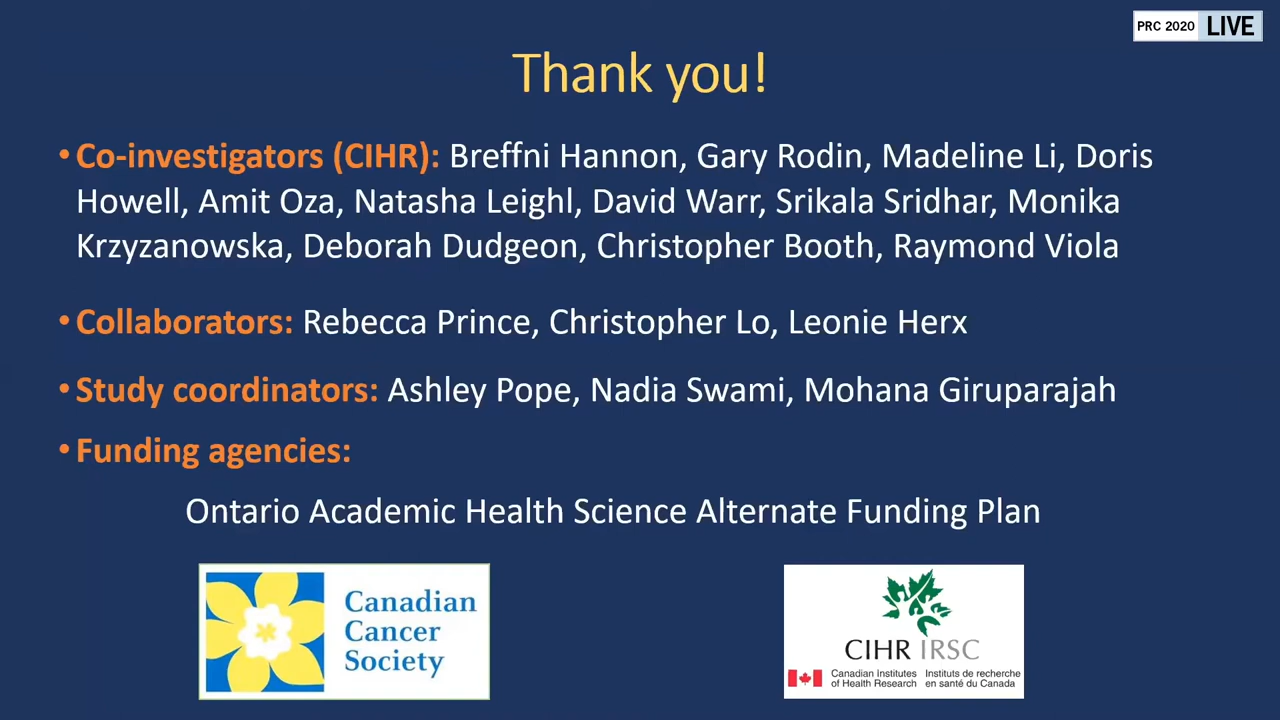 PRC 2020 LIVE
Thank you!
• Co-investigators (CIHR): Breffni Hannon, Gary Rodin, Madeline Li, Doris
Howell, Amit Oza, Natasha Leighl, David Warr, Srikala Sridhar, Monika
Krzyzanowska, Deborah Dudgeon, Christopher Booth, Raymond Viola
• Collaborators: Rebecca Prince, Christopher Lo, Leonie Herx
• Study coordinators: Ashley Pope, Nadia Swami, Mohana Giruparajah
• Funding agencies:
Ontario Academic Health Science Alternate Funding Plan
Canadian
Cancer
Society
CIHR IRSC
Canadian Institutes
of Health Research
Instituts de recherche
en santé du Canada